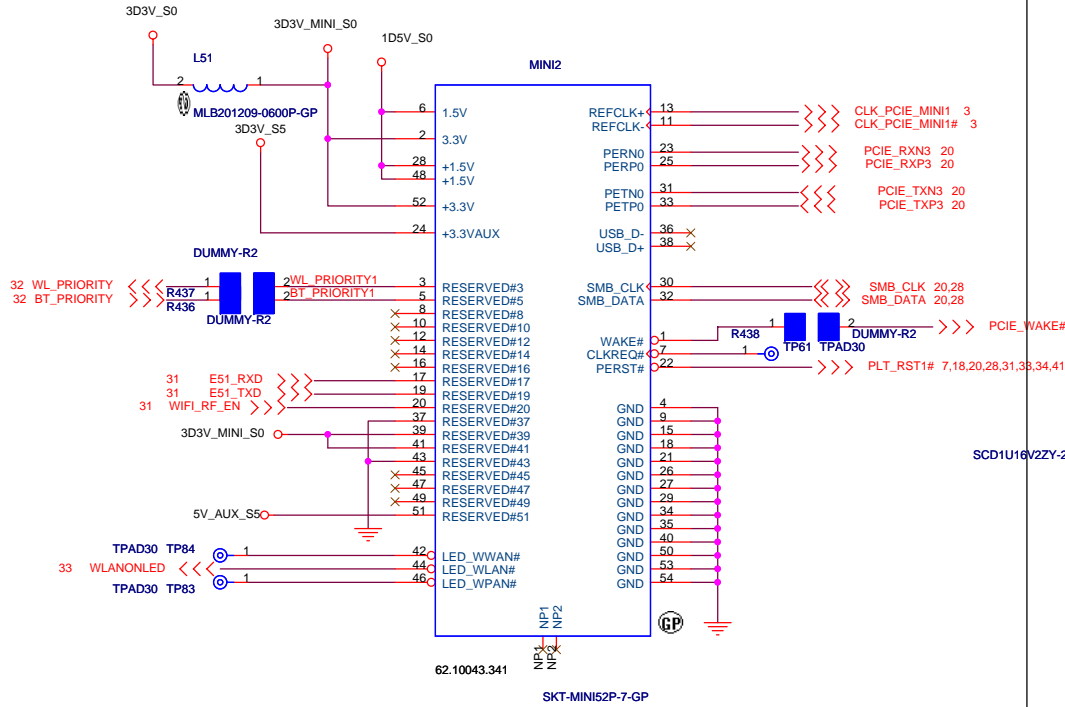 3D3V_S0
3D3V_MINI_S0
1D5V_S0
L51
MINI2
2 1
MLB201209-0600P-GP
3D3V_S5
6 1.5V
2 3.3V
28 +1.5V
48 +1.5V
52 +3.3V
24 +3.3VAUX
REFCLK+ 13 CLK_PCIE_MINI1 3
REFCLK- 11 CLK_PCIE_MINI1# 3
PERN0 23 PCIE_RXN3 20
PERP0 25 PCIE_RXP3 20
PETN0 31 PCIE_TXN3 20
PETP0 33 PCIE_TXP3 20
USB_D- 36
USB_D+ 38
DUMMY-R2
32 WL_PRIORITY 1 2 WL_PRIORITY1 3 RESERVED#3
R437
32 BT_PRIORITY 1 2 BT_PRIORITY1 5 RESERVED#5
R436
DUMMY-R2
8 RESERVED#8
10 RESERVED#10
12 RESERVED#12
14 RESERVED#14
16 RESERVED#16
31 E51_RXD 17 RESERVED#17
31 E51_TXD 19 RESERVED#19
31 WIFI_RF_EN 20 RESERVED#20
37 RESERVED#37
3D3V_MINI_S0 39 RESERVED#39
41 RESERVED#41
43 RESERVED#43
45 RESERVED#45
47 RESERVED#47
49 RESERVED#49
5V_AUX_S5 51 RESERVED#51
TPAD30 TP84 1 42 LED_WWAN#
33 WLANONLED 44 LED_WLAN#
TPAD30 TP83 1 46 LED_WPAN#
SMB_CLK 30 SMB_CLK 20,28
SMB_DATA 32 SMB_DATA 20,28
WAKE# 1 R438 1 2 DUMMY-R2 PCIE_WAKE#
CLKREQ# 7 1 TP61 TPAD30
PERST# 22 PLT_RST1# 7,18,20,28,31,33,34,41
GND 4
GND 9
GND 15
GND 18
GND 21
GND 26
GND 27
GND 29
GND 34
GND 35
GND 40
GND 50
GND 53
GND 54
SCD1U16V2ZY-2
NP1
NP2
GP
NP1
NP2
62.10043.341
SKT-MINI52P-7-GP